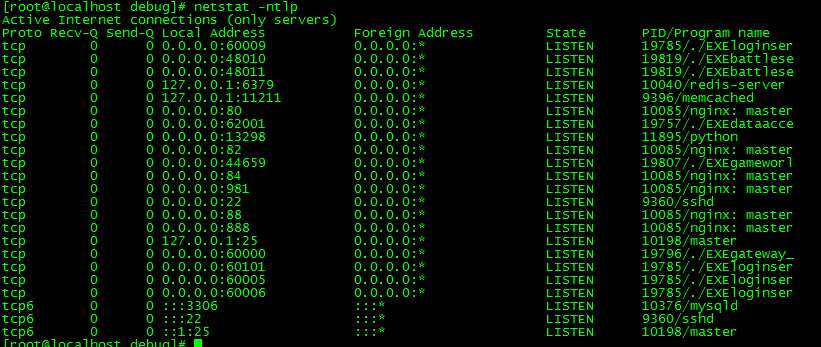 [root@localhost debug]# netstat -ntlp
Active Internet connections (only servers)
Proto Recv-Q Send-Q Local Address Foreign Address State PID/Program name
tcp 0 0 0.0.0.0:60009 0.0.0.0:* LISTEN 19785/./EXEloginser
tcp 0 0 0.0.0.0:48010 0.0.0.0:* LISTEN 19819/./EXEbattlese
tcp 0 0 0.0.0.0:48011 0.0.0.0:* LISTEN 19819/./EXEbattlese
tcp 0 0 127.0.0.1:6379 0.0.0.0:* LISTEN 10040/redis-server
tcp 0 0 127.0.0.1:11211 0.0.0.0:* LISTEN 9396/memcached
tcp 0 0 0.0.0.0:80 0.0.0.0:* LISTEN 10085/nginx: master
tcp 0 0 0.0.0.0:62001 0.0.0.0:* LISTEN 19757/./EXEdataacce
tcp 0 0 0.0.0.0:13298 0.0.0.0:* LISTEN 11895/python
tcp 0 0 0.0.0.0:82 0.0.0.0:* LISTEN 10085/nginx: master
tcp 0 0 0.0.0.0:44659 0.0.0.0:* LISTEN 19807/./EXEgameworl
tcp 0 0 0.0.0.0:84 0.0.0.0:* LISTEN 10085/nginx: master
tcp 0 0 0.0.0.0:981 0.0.0.0:* LISTEN 10085/nginx: master
tcp 0 0 0.0.0.0:22 0.0.0.0:* LISTEN 9360/sshd
tcp 0 0 0.0.0.0:88 0.0.0.0:* LISTEN 10085/nginx: master
tcp 0 0 0.0.0.0:888 0.0.0.0:* LISTEN 10085/nginx: master
tcp 0 0 127.0.0.1:25 0.0.0.0:* LISTEN 10198/master
tcp 0 0 0.0.0.0:60000 0.0.0.0:* LISTEN 19796/./EXEgateway_
tcp 0 0 0.0.0.0:60101 0.0.0.0:* LISTEN 19785/./EXEloginser
tcp 0 0 0.0.0.0:60005 0.0.0.0:* LISTEN 19785/./EXEloginser
tcp 0 0 0.0.0.0:60006 0.0.0.0:* LISTEN 19785/./EXEloginser
tcp6 0 0 :::3306 :::* LISTEN 10376/mysqld
tcp6 0 0 :::22 :::* LISTEN 9360/sshd
tcp6 0 0 ::1:25 :::* LISTEN 10198/master
[root@localhost debug]#